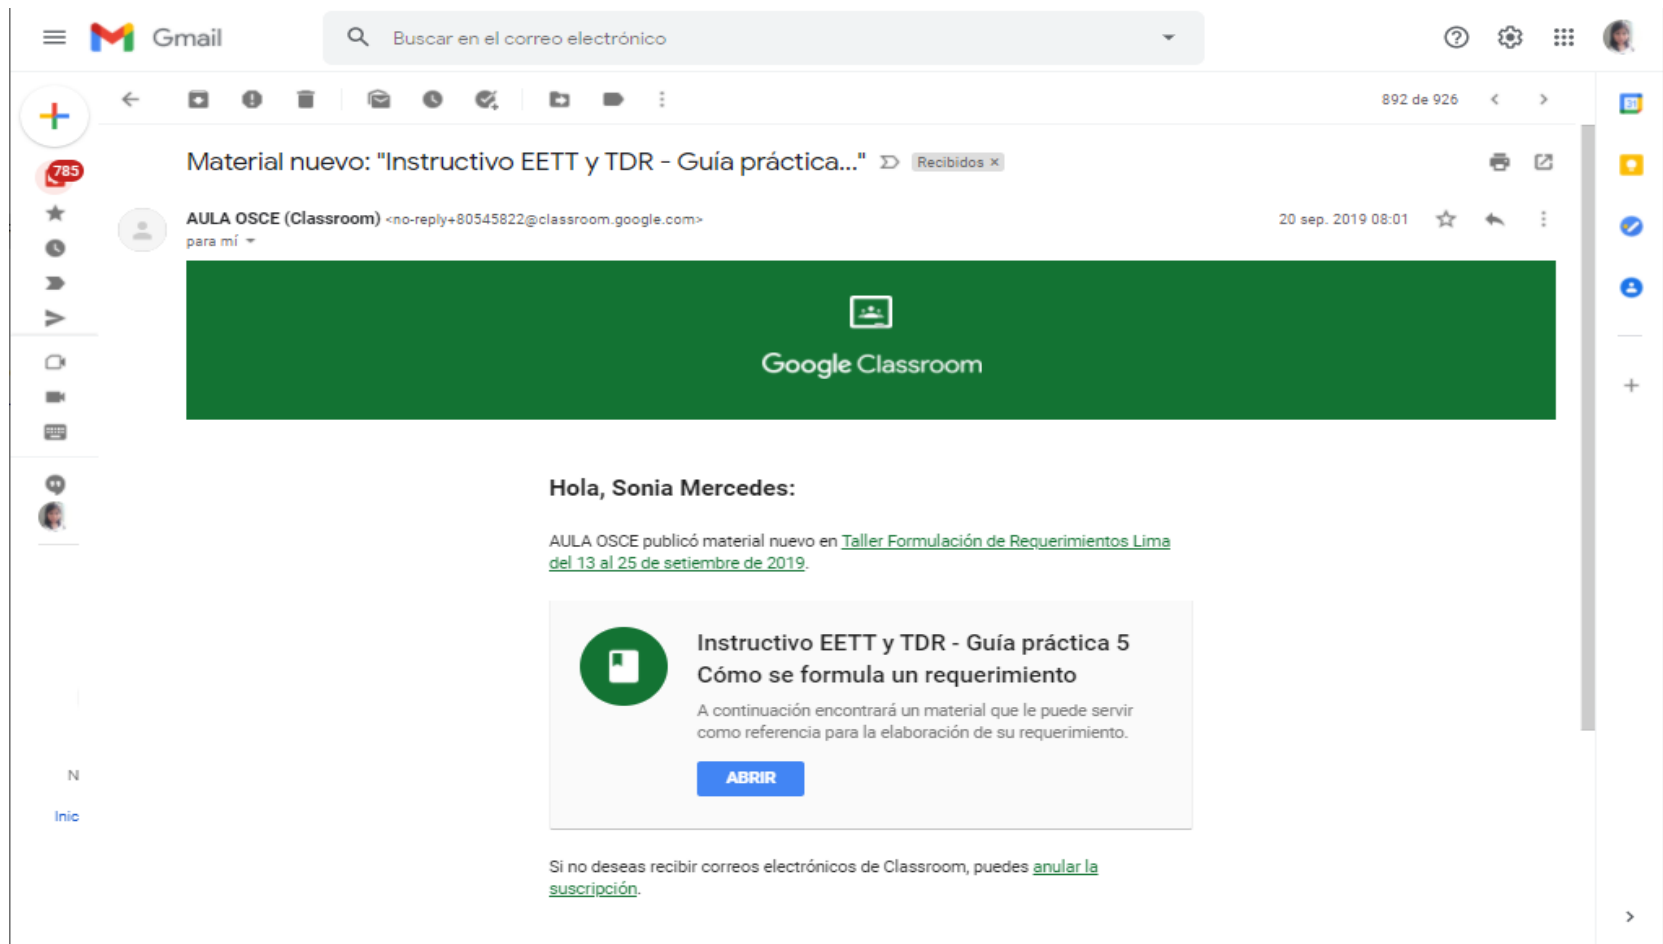 Gmail
Buscar en el correo electrónico
892 de 926
785
Material nuevo: "Instructivo EETT y TDR - Guía práctica..." Recibidos ×
AULA OSCE (Classroom) <no-reply+80545822@classroom.google.com>
20 sep. 2019 08:01
para mí
31
Google Classroom
Hola, Sonia Mercedes:
AULA OSCE publicó material nuevo en Taller Formulación de Requerimientos Lima
del 13 al 25 de setiembre de 2019.
Instructivo EETT y TDR - Guía práctica 5
Cómo se formula un requerimiento
A continuación encontrará un material que le puede servir
como referencia para la elaboración de su requerimiento.
ABRIR
N
Inic
Si no deseas recibir correos electrónicos de Classroom, puedes anular la
suscripción.